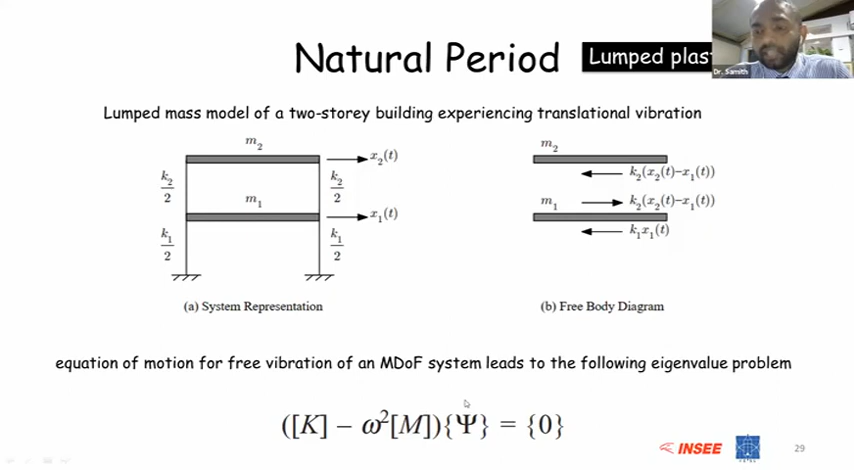 Natural Period
Lumped plas
Dr. Samith
Lumped mass model of a two-storey building experiencing translational vibration
m₂
x₂(t)
k₂/2
k₂/2
m₁
x₁(t)
k₁/2
k₁/2
(a) System Representation
m₂
k₂(x₂(t)−x₁(t))
m₁
k₂(x₂(t)−x₁(t))
k₁x₁(t)
(b) Free Body Diagram
equation of motion for free vibration of an MDoF system leads to the following eigenvalue problem
([K] − ω²[M]){Ψ} = {0}
INSEE
29